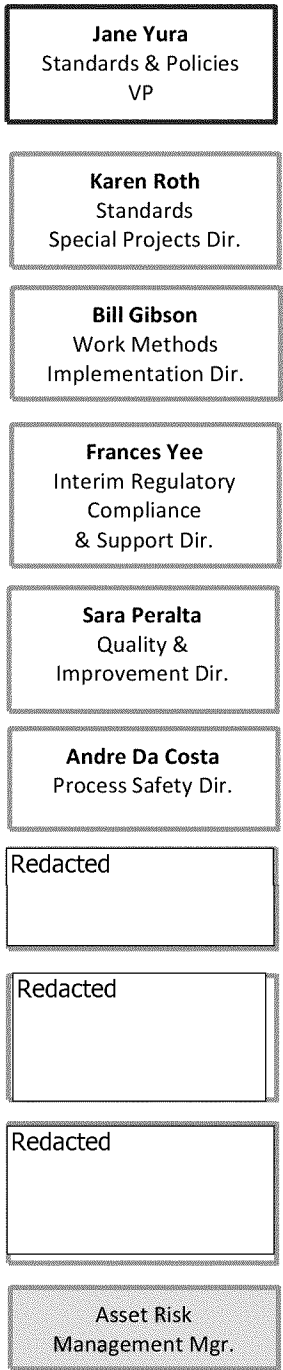 Jane Yura
Standards & Policies
VP
Karen Roth
Standards
Special Projects Dir.
Bill Gibson
Work Methods
Implementation Dir.
Frances Yee
Interim Regulatory
Compliance
& Support Dir.
Sara Peralta
Quality &
Improvement Dir.
Andre Da Costa
Process Safety Dir.
Redacted
Redacted
Redacted
Asset Risk
Management Mgr.